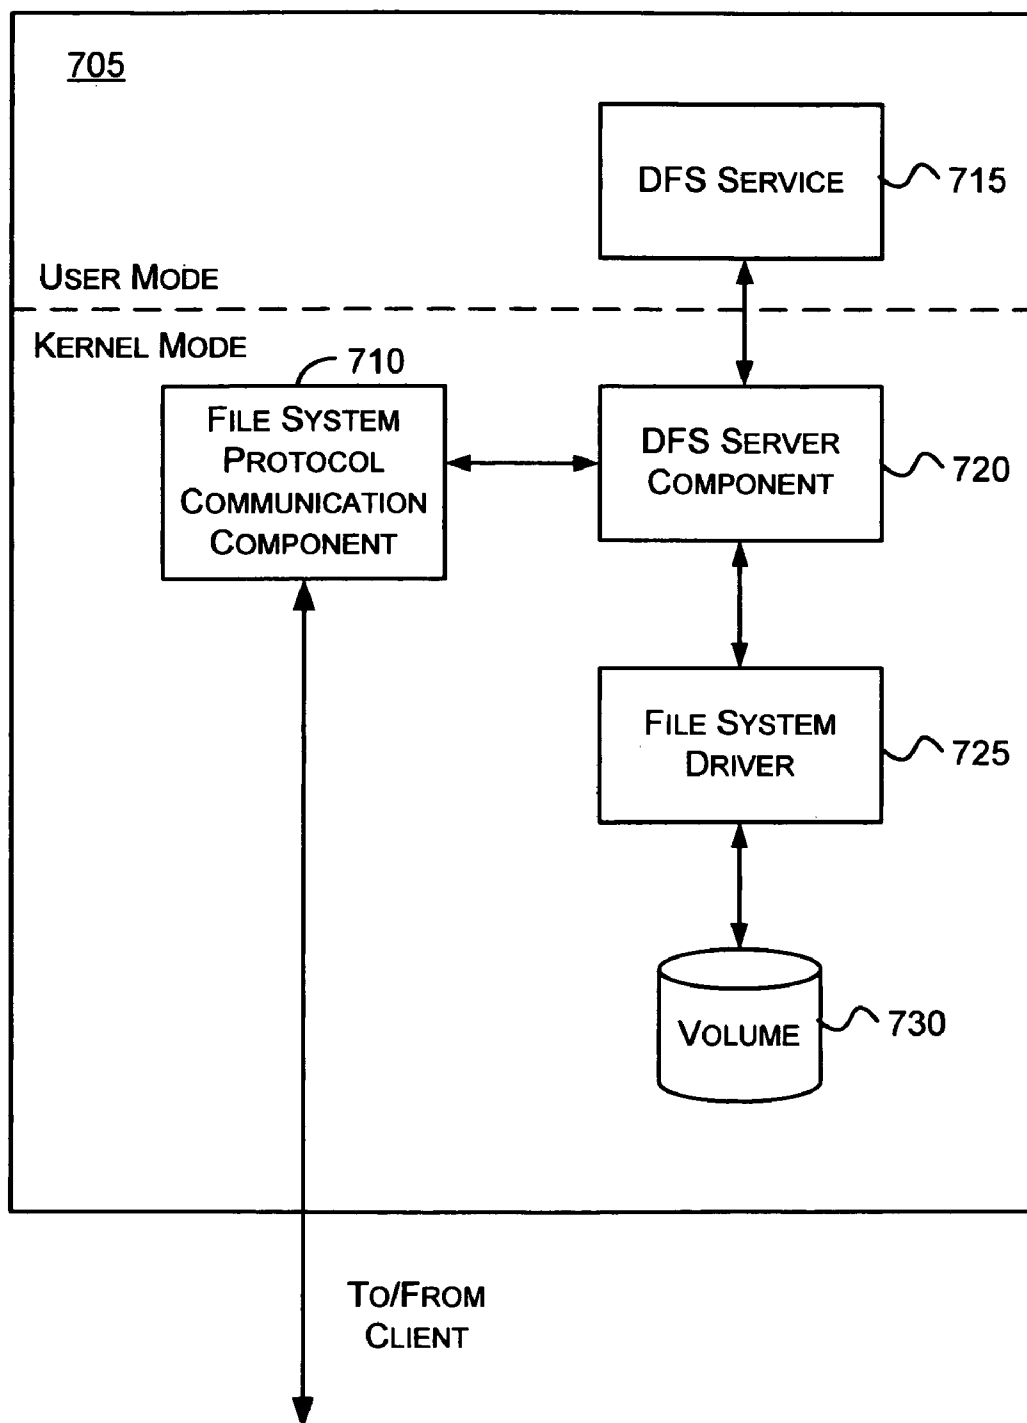 705
DFS SERVICE
715
USER MODE
KERNEL MODE
710
FILE SYSTEM
PROTOCOL
COMMUNICATION
COMPONENT
DFS SERVER
COMPONENT
720
FILE SYSTEM
DRIVER
725
VOLUME
730
TO/FROM
CLIENT